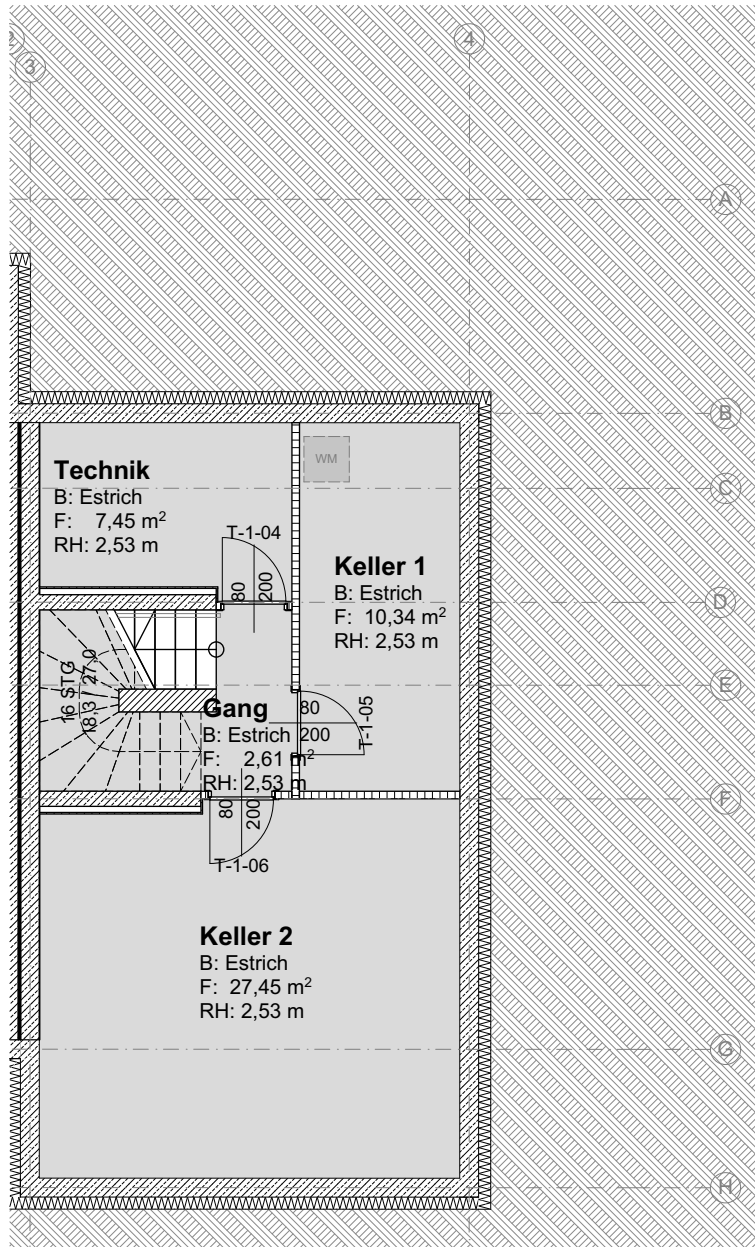 2
3
4
A
B
Technik
B: Estrich
F: 7,45 m²
RH: 2,53 m
WM
C
T-1-04
80
200
Keller 1
B: Estrich
F: 10,34 m²
RH: 2,53 m
D
16 STG
18,3 / 27,0
E
Gang
B: Estrich
F: 2,61 m²
RH: 2,53 m
80
200
T-1-05
F
80
200
T-1-06
Keller 2
B: Estrich
F: 27,45 m²
RH: 2,53 m
G
H